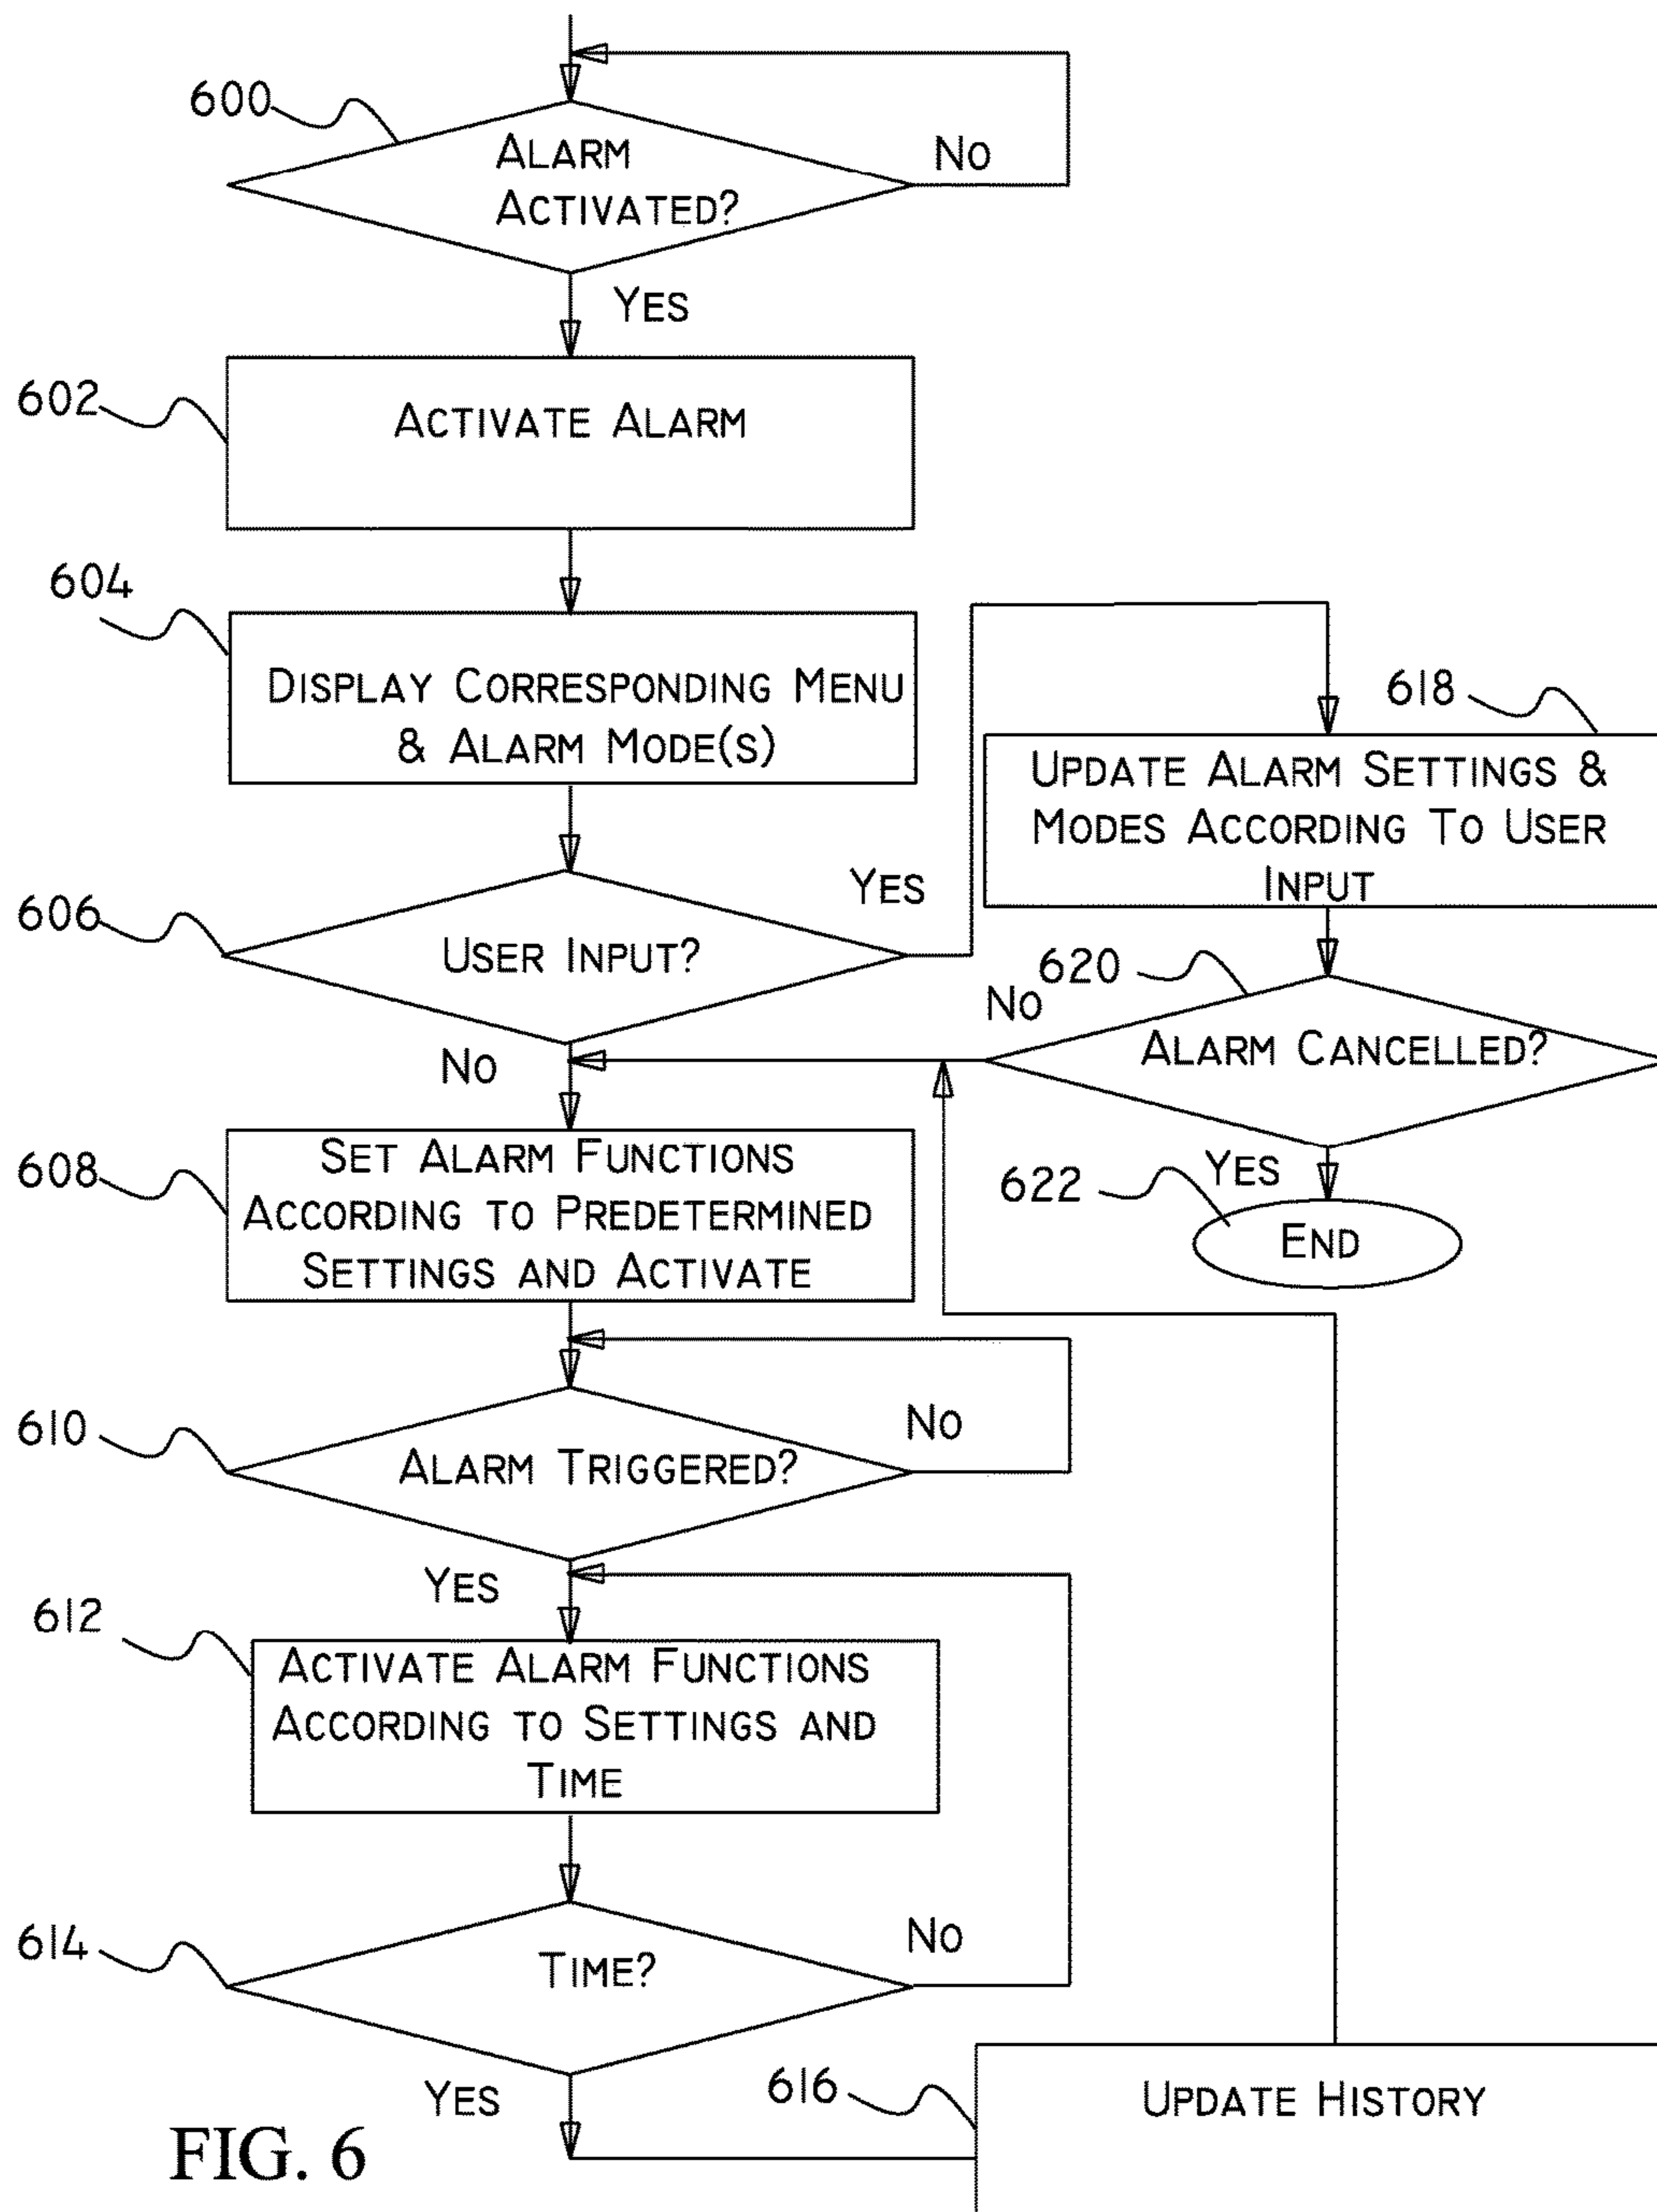 600
ALARM
ACTIVATED?
NO
YES
602
ACTIVATE ALARM
604
DISPLAY CORRESPONDING MENU
& ALARM MODE(S)
606
USER INPUT?
YES
NO
618
UPDATE ALARM SETTINGS &
MODES ACCORDING TO USER
INPUT
620
NO
ALARM CANCELLED?
YES
622
END
608
SET ALARM FUNCTIONS
ACCORDING TO PREDETERMINED
SETTINGS AND ACTIVATE
610
ALARM TRIGGERED?
NO
YES
612
ACTIVATE ALARM FUNCTIONS
ACCORDING TO SETTINGS AND
TIME
614
TIME?
NO
YES
616
UPDATE HISTORY
FIG. 6